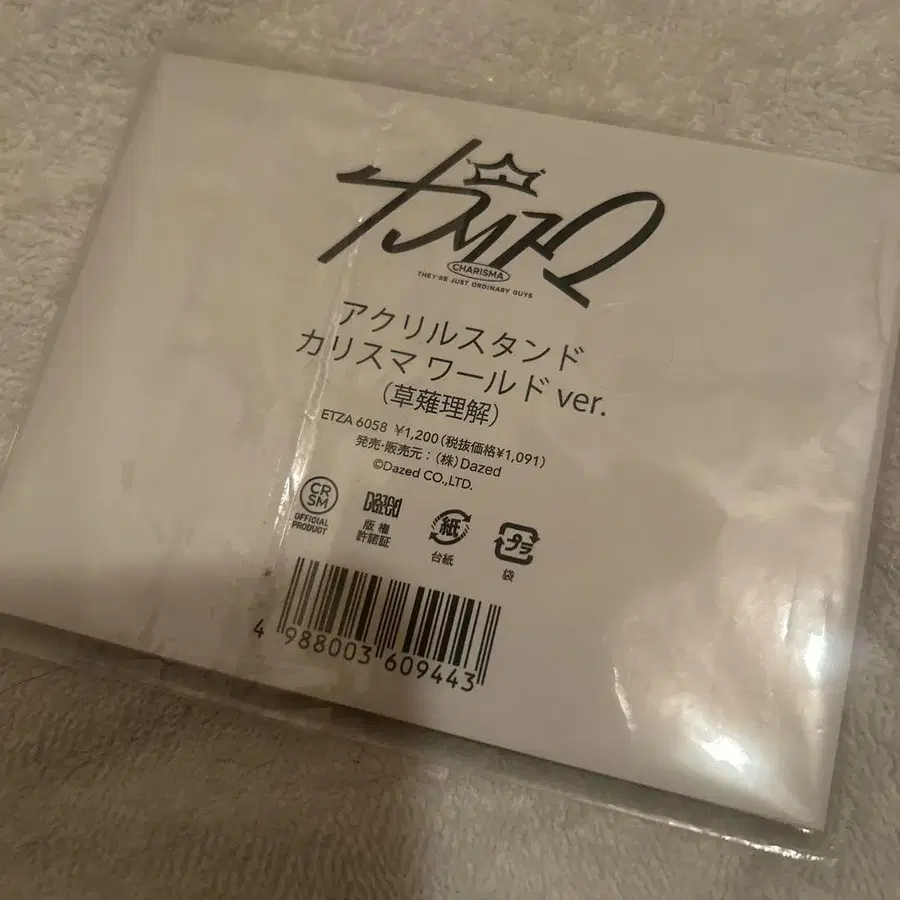 カリスマ
CHARISMA
THEY'RE JUST ORDINARY GUYS
アクリルスタンド
カリスマ ワールド ver.
(草薙理解)
ETZA 6058 ¥1,200(税抜価格¥1,091)
発売・販売元:(株)Dazed
©Dazed CO.,LTD.
CRSM
OFFICIAL PRODUCT
Dazed
版権
許諾証
紙
台紙
プラ
袋
4 988003 609443